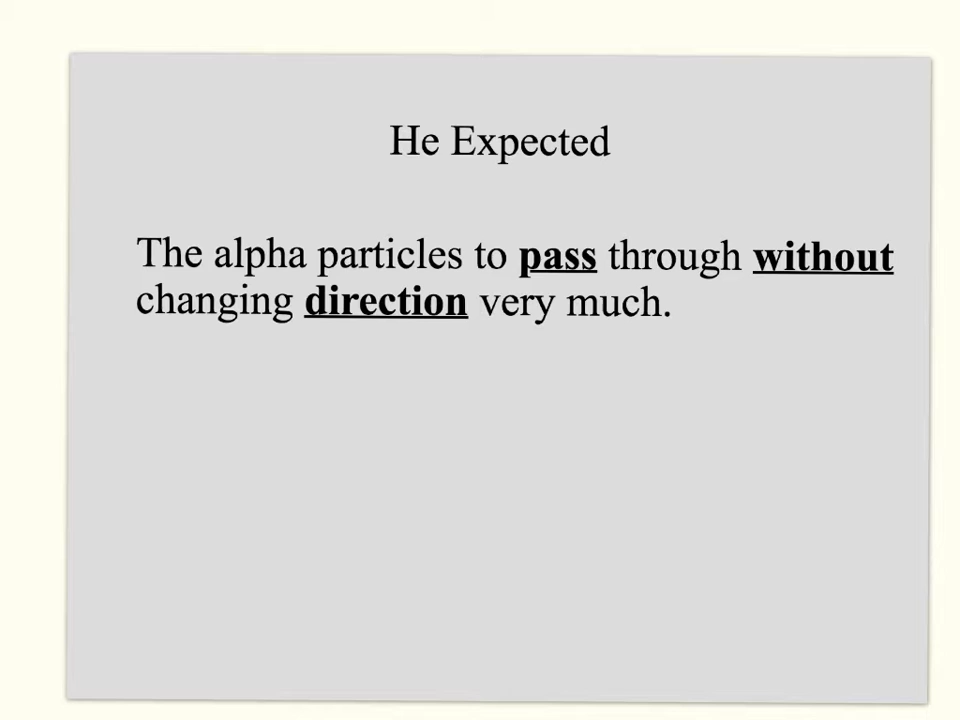 He Expected
The alpha particles to pass through without
changing direction very much.